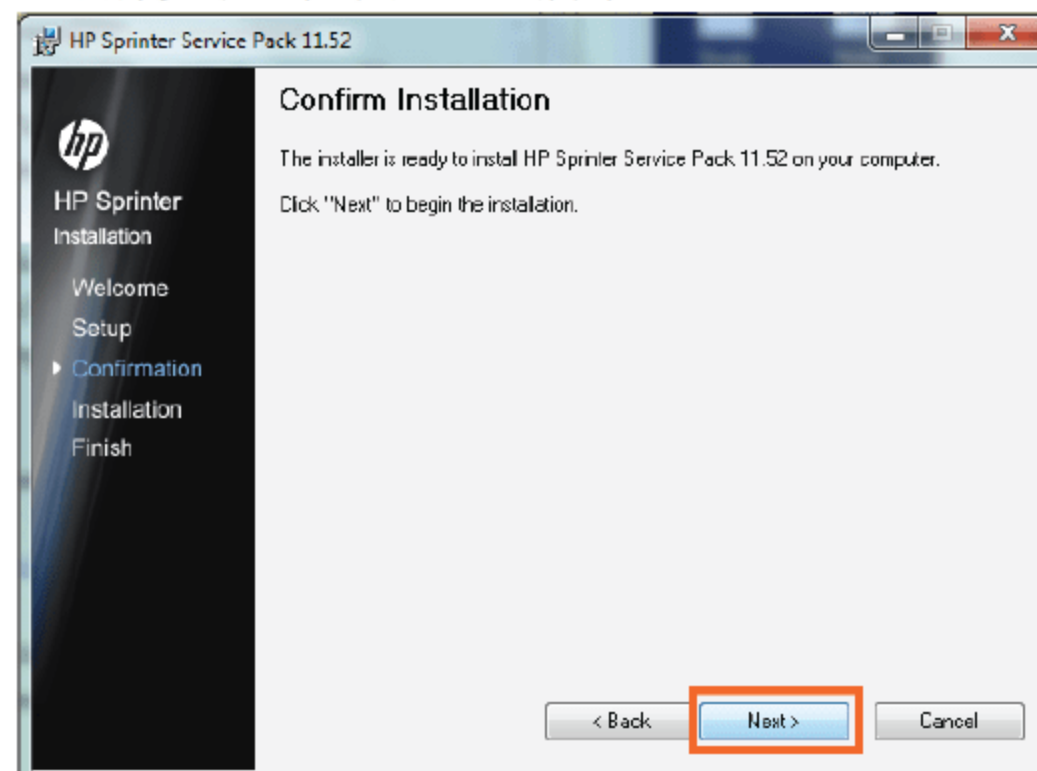 HP Sprinter Service Pack 11.52
X
hp
HP Sprinter
Installation
Welcome
Setup
Confirmation
Installation
Finish
Confirm Installation
The installer is ready to install HP Sprinter Service Pack 11.52 on your computer.
Click "Next" to begin the installation.
< Back
Next >
Cancel